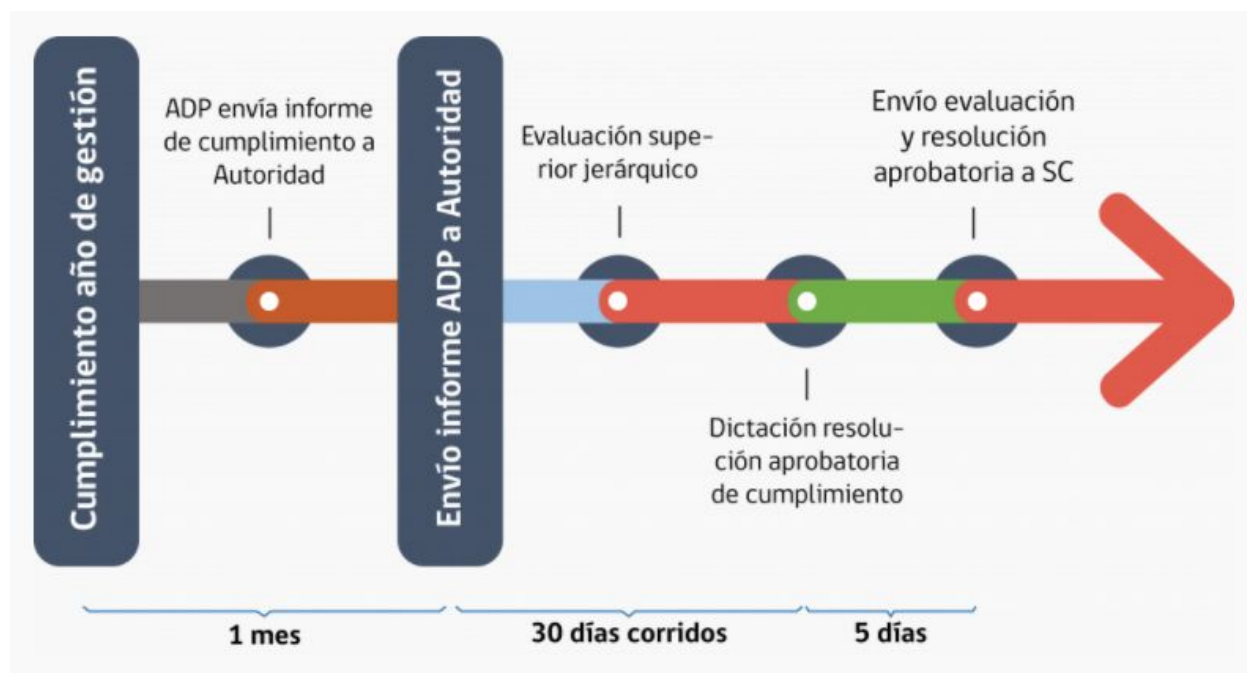 Cumplimiento año de gestión
ADP envía informe
de cumplimiento a
Autoridad
Envío informe ADP a Autoridad
Evaluación supe-
rior jerárquico
Dictación resolu-
ción aprobatoria
de cumplimiento
Envío evaluación
y resolución
aprobatoria a SC
1 mes
30 días corridos
5 días